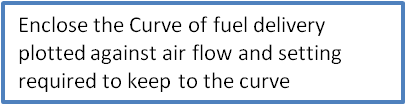 Enclose the Curve of fuel delivery
plotted against air flow and setting
required to keep to the curve